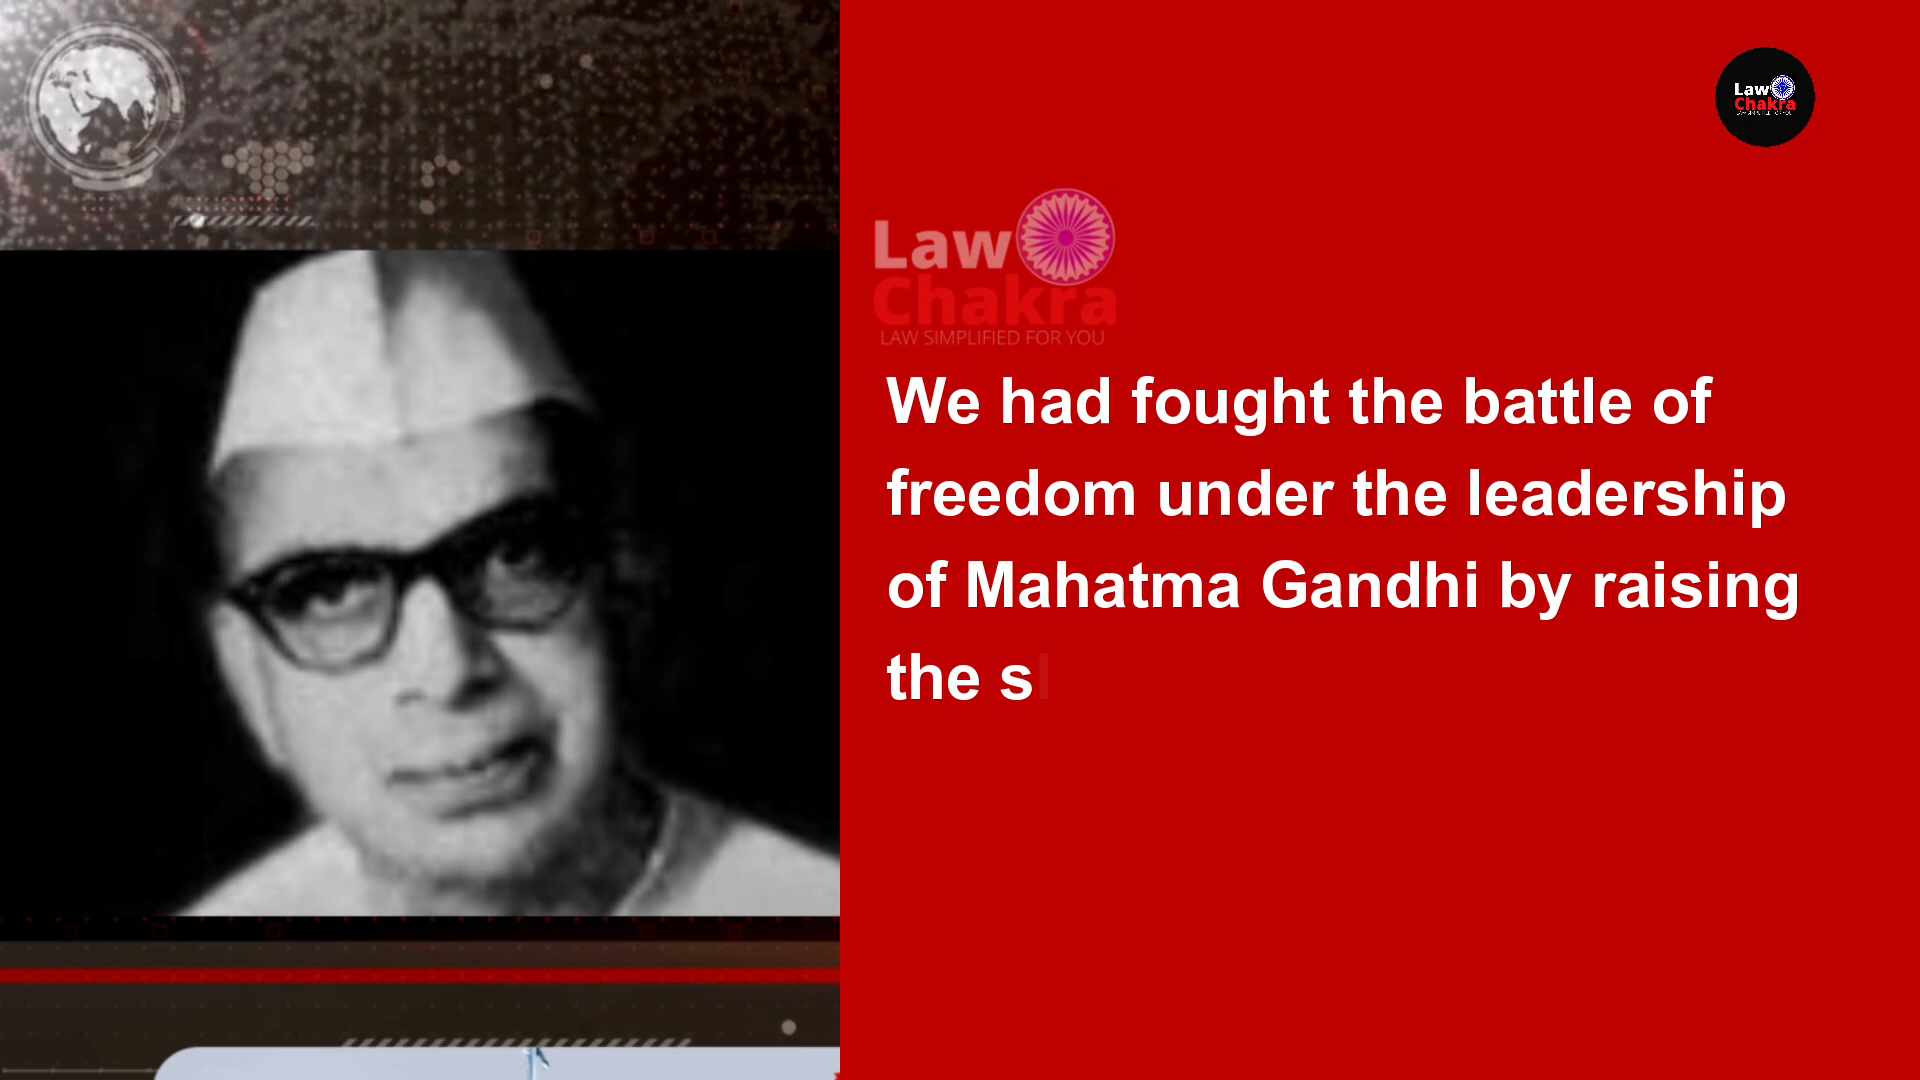 Law
Chakra
Law
Chakra
LAW SIMPLIFIED FOR YOU
We had fought the battle of
freedom under the leadership
of Mahatma Gandhi by raising
the sl